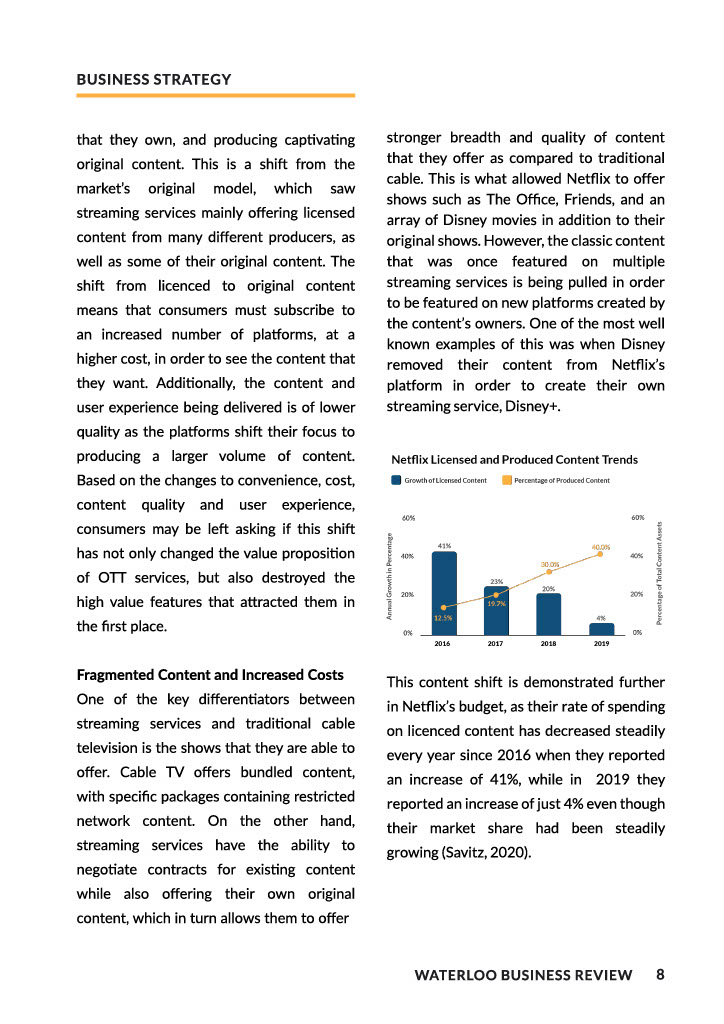 BUSINESS STRATEGY
that they own, and producing captivating
original content. This is a shift from the
market's original model, which saw
streaming services mainly offering licensed
content from many different producers, as
well as some of their original content. The
shift from licenced to original content
means that consumers must subscribe to
an increased number of platforms, at a
higher cost, in order to see the content that
they want. Additionally, the content and
user experience being delivered is of lower
quality as the platforms shift their focus to
producing a larger volume of content.
Based on the changes to convenience, cost,
content quality and user experience,
consumers may be left asking if this shift
has not only changed the value proposition
of OTT services, but also destroyed the
high value features that attracted them in
the first place.
Fragmented Content and Increased Costs
One of the key differentiators between
streaming services and traditional cable
television is the shows that they are able to
offer. Cable TV offers bundled content,
with specific packages containing restricted
network content. On the other hand,
streaming services have the ability to
negotiate contracts for existing content
while also offering their own original
content, which in turn allows them to offer
stronger breadth and quality of content
that they offer as compared to traditional
cable. This is what allowed Netflix to offer
shows such as The Office, Friends, and an
array of Disney movies in addition to their
original shows. However, the classic content
that was once featured on multiple
streaming services is being pulled in order
to be featured on new platforms created by
the content's owners. One of the most well
known examples of this was when Disney
removed their content from Netflix's
platform in order to create their own
streaming service, Disney+.
Netflix Licensed and Produced Content Trends
Growth of Licensed Content Percentage of Produced Content
Annual Growth in Percentage
60%
40%
20%
0%
41%
23%
20%
4%
12.5%
19.7%
30.0%
40.0%
2016 2017 2018 2019
60%
40%
20%
0%
Percentage of Total Content Assets
This content shift is demonstrated further
in Netflix's budget, as their rate of spending
on licenced content has decreased steadily
every year since 2016 when they reported
an increase of 41%, while in 2019 they
reported an increase of just 4% even though
their market share had been steadily
growing (Savitz, 2020).
WATERLOO BUSINESS REVIEW 8